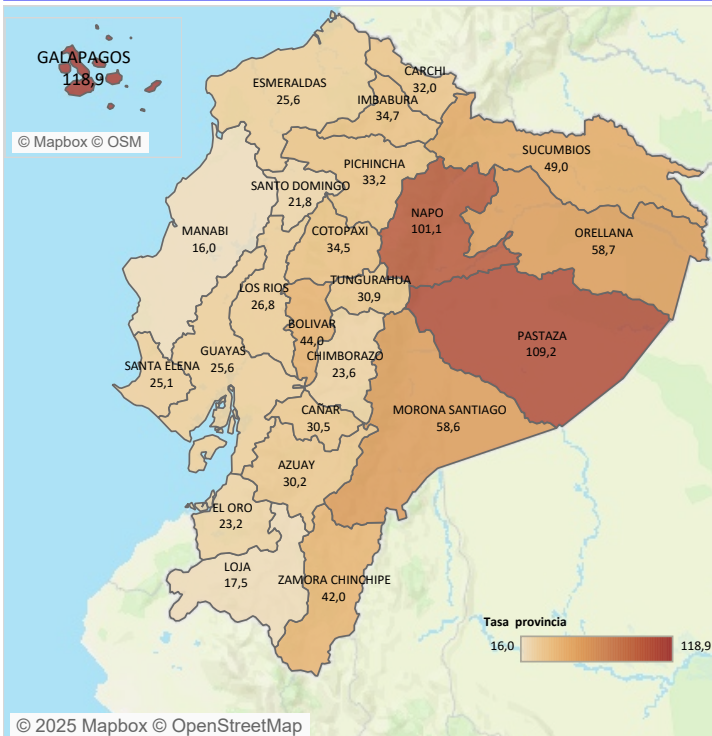 GALAPAGOS
118,9
© Mapbox © OSM
ESMERALDAS
25,6
CARCHI
32,0
IMBABURA
34,7
SUCUMBIOS
49,0
PICHINCHA
33,2
SANTO DOMINGO
21,8
NAPO
101,1
MANABI
16,0
COTOPAXI
34,5
ORELLANA
58,7
TUNGURAHUA
30,9
LOS RIOS
26,8
BOLIVAR
44,0
PASTAZA
109,2
GUAYAS
25,6
CHIMBORAZO
23,6
SANTA ELENA
25,1
CAÑAR
30,5
MORONA SANTIAGO
58,6
AZUAY
30,2
EL ORO
23,2
LOJA
17,5
ZAMORA CHINCHIPE
42,0
Tasa provincia
16,0 118,9
© 2025 Mapbox © OpenStreetMap